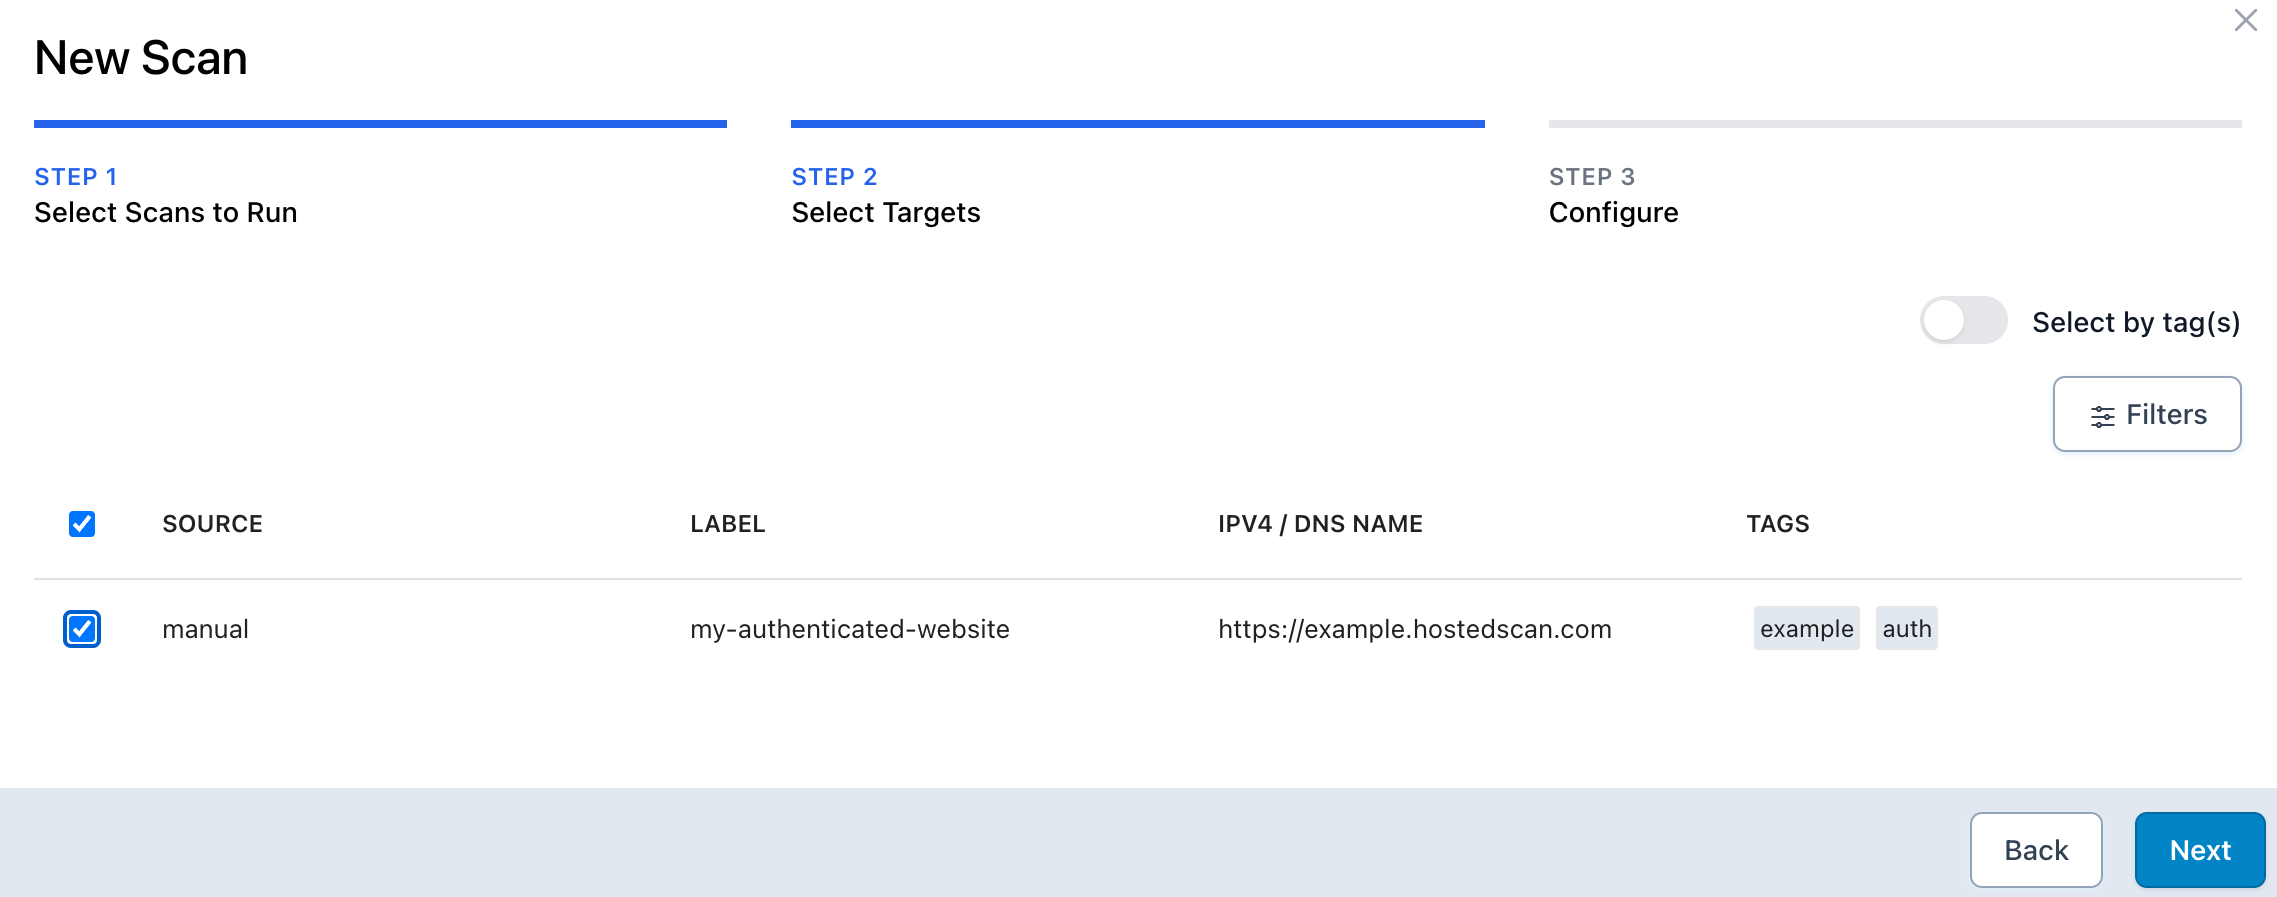 New Scan
STEP 1
Select Scans to Run
STEP 2
Select Targets
STEP 3
Configure
Select by tag(s)
Filters
SOURCE LABEL IPV4 / DNS NAME TAGS
manual my-authenticated-website https://example.hostedscan.com example auth
Back Next